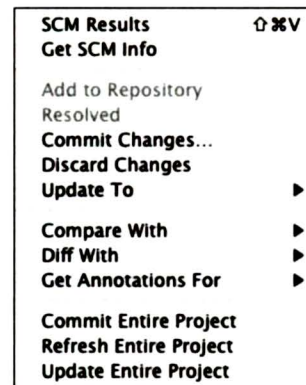 SCM Results ⇧⌘V
Get SCM Info
Add to Repository
Resolved
Commit Changes...
Discard Changes
Update To ▶
Compare With ▶
Diff With ▶
Get Annotations For ▶
Commit Entire Project
Refresh Entire Project
Update Entire Project